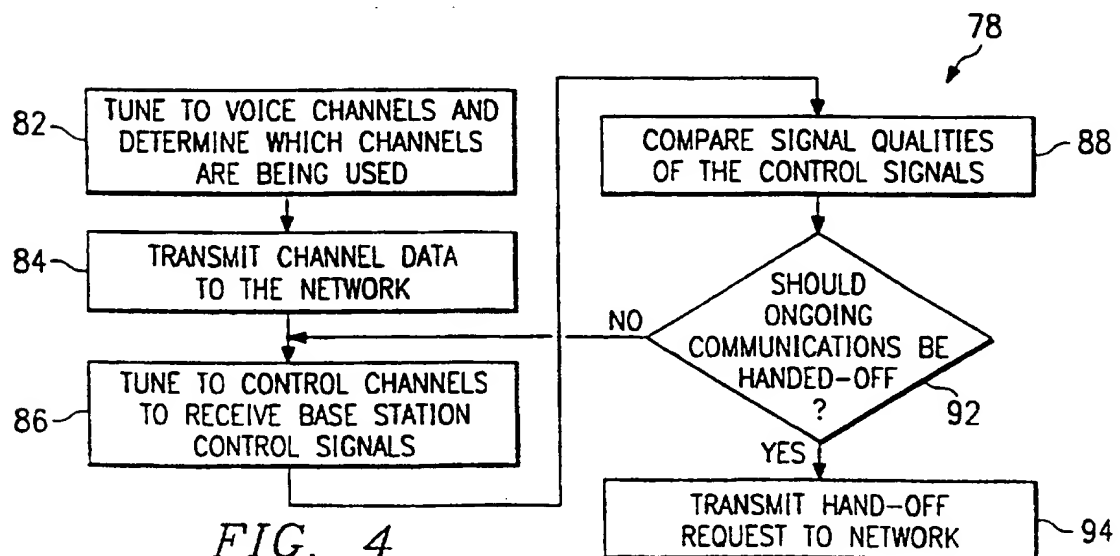 78
82
TUNE TO VOICE CHANNELS AND
DETERMINE WHICH CHANNELS
ARE BEING USED
84
TRANSMIT CHANNEL DATA
TO THE NETWORK
86
TUNE TO CONTROL CHANNELS
TO RECEIVE BASE STATION
CONTROL SIGNALS
COMPARE SIGNAL QUALITIES
OF THE CONTROL SIGNALS
88
NO
SHOULD
ONGOING
COMMUNICATIONS BE
HANDED-OFF
?
92
YES
TRANSMIT HAND-OFF
REQUEST TO NETWORK
94
FIG. 4